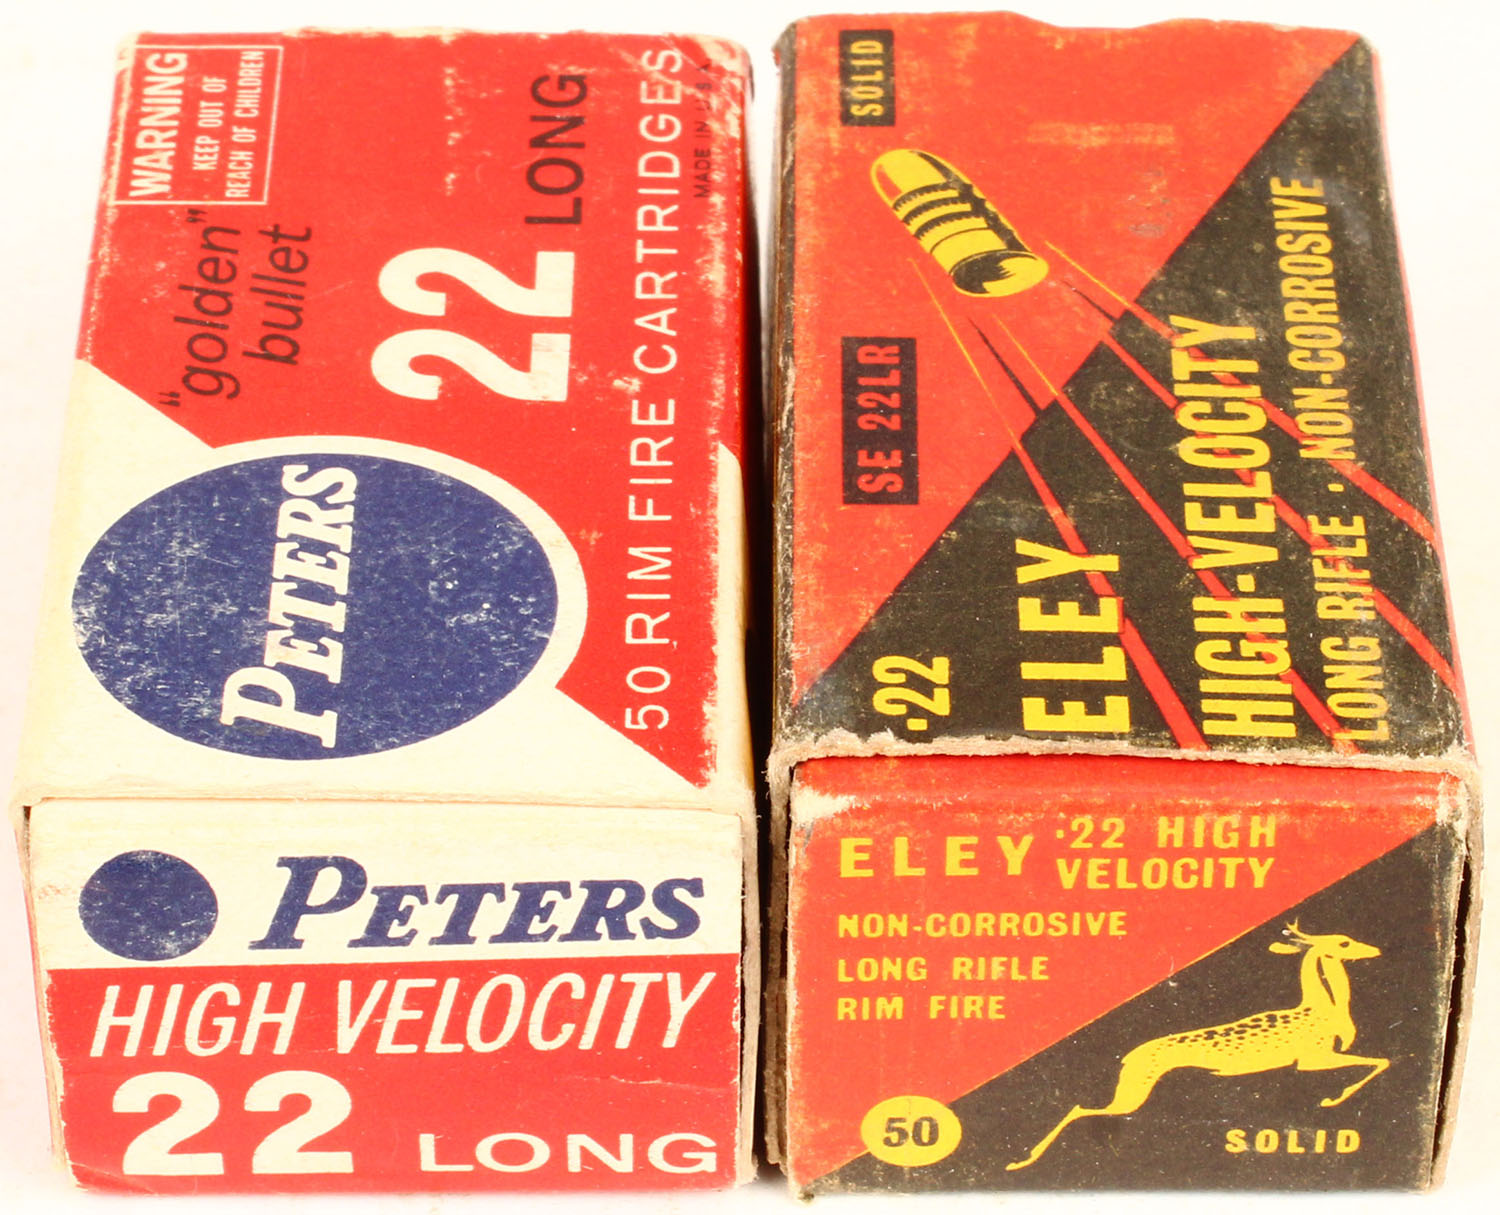 WARNING
KEEP OUT OF
REACH OF CHILDREN
"golden"
bullet
22 LONG
50 RIM FIRE CARTRIDGES
MADE IN U.S.A.
PETERS
PETERS
HIGH VELOCITY
22 LONG
SOLID
SE 22LR
·22
ELEY
HIGH-VELOCITY
LONG RIFLE · NON-CORROSIVE
ELEY ·22 HIGH
VELOCITY
NON-CORROSIVE
LONG RIFLE
RIM FIRE
50
SOLID